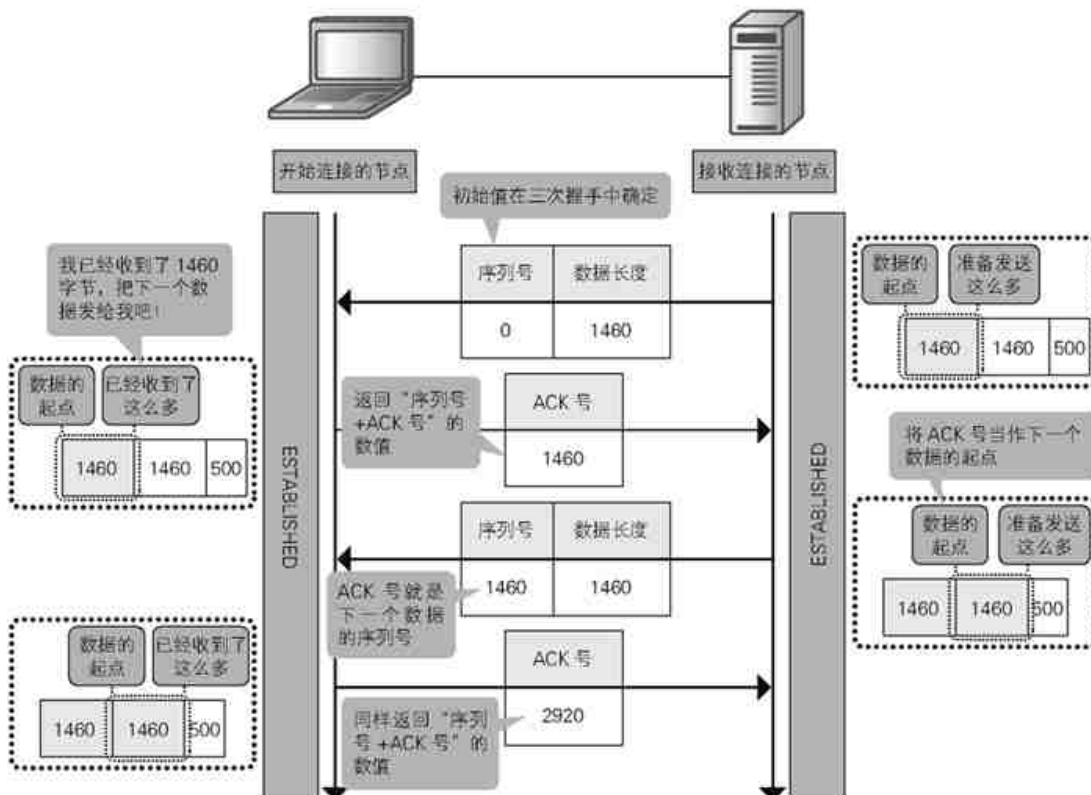 开始连接的节点
接收连接的节点
初始值在三次握手中确定
序列号
数据长度
0
1460
我已经收到了 1460
字节，把下一个数
据发给我吧！
数据的
起点
已经收到了
这么多
1460
1460
500
数据的
起点
准备发送
这么多
1460
1460
500
返回“序列号
+ACK 号”的
数值
ACK 号
1460
将 ACK 号当作下一个
数据的起点
数据的
起点
准备发送
这么多
1460
1460
500
ESTABLISHED
ESTABLISHED
序列号
数据长度
1460
1460
ACK 号就是
下一个数据
的序列号
数据的
起点
已经收到了
这么多
1460
1460
500
ACK 号
2920
同样返回“序列
号 +ACK 号”的
数值